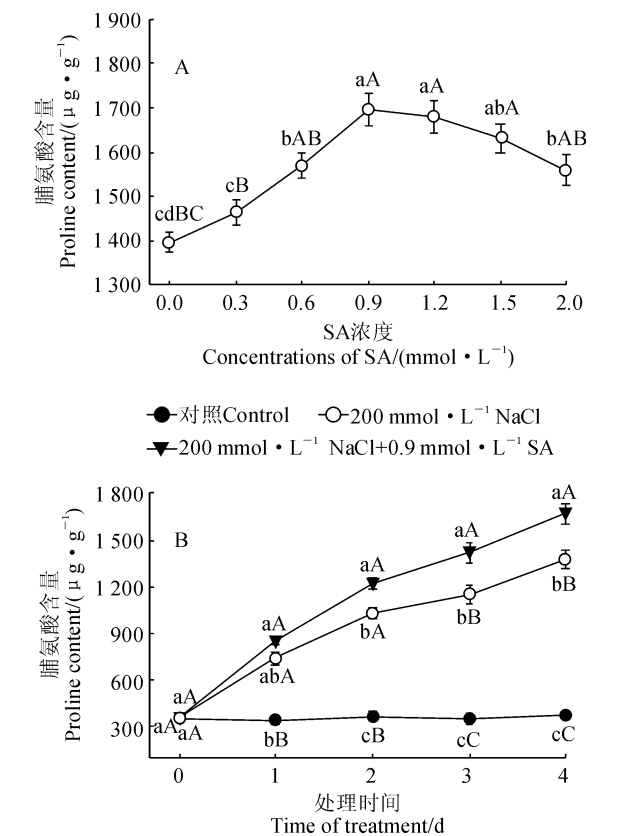 1 900
1 800
1 700
1 600
1 500
1 400
1 300
脯氨酸含量
Proline content/(μg·g⁻¹)
A
cdBC
cB
bAB
aA
aA
abA
bAB
0.0 0.3 0.6 0.9 1.2 1.5 2.0
SA浓度
Concentrations of SA/(mmol·L⁻¹)
对照Control 200 mmol·L⁻¹ NaCl
200 mmol·L⁻¹ NaCl+0.9 mmol·L⁻¹ SA
1 800
1 500
1 200
900
600
300
脯氨酸含量
Proline content/(μg·g⁻¹)
B
aA
aA
aA
aA
aA
abA
bA
bB
bB
aA
aA
bB
cB
cC
cC
0 1 2 3 4
处理时间
Time of treatment/d